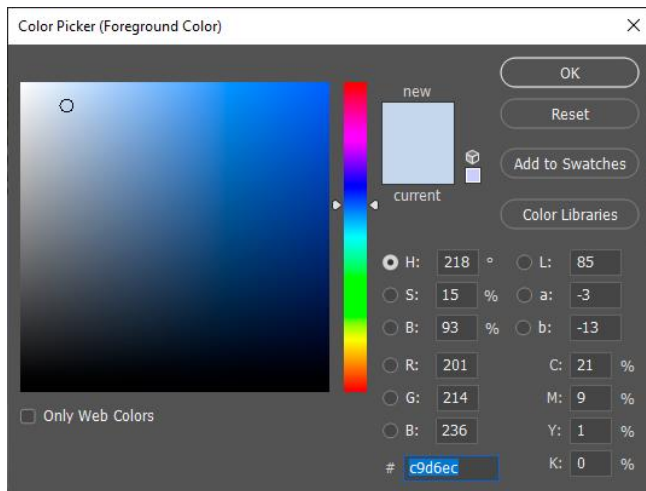 Color Picker (Foreground Color)
new
current
OK
Reset
Add to Swatches
Color Libraries
H: 218 ° L: 85
S: 15 % a: -3
B: 93 % b: -13
R: 201 C: 21 %
G: 214 M: 9 %
B: 236 Y: 1 %
# c9d6ec K: 0 %
Only Web Colors